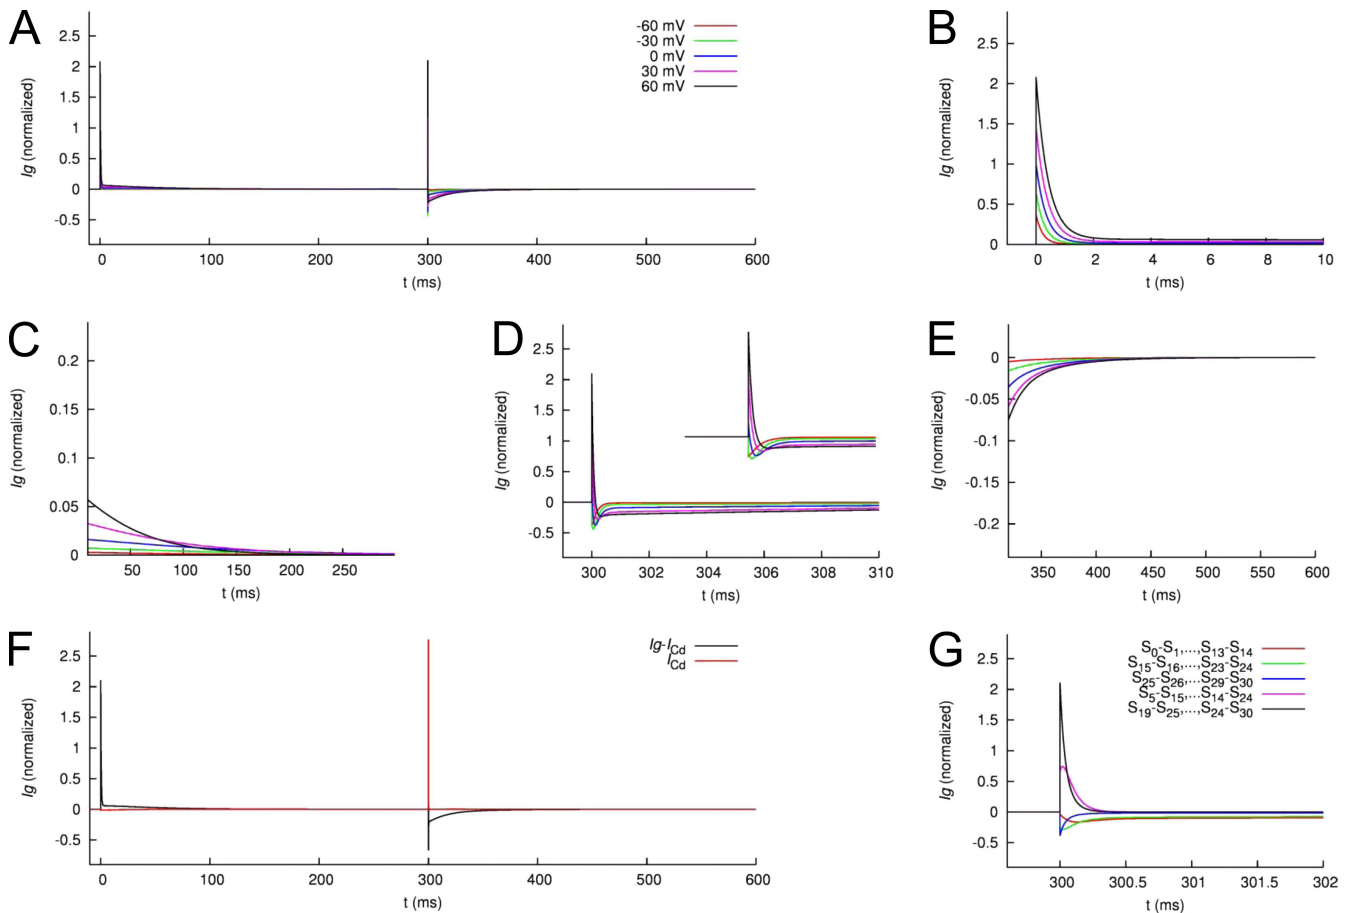 A
-60 mV
-30 mV
0 mV
30 mV
60 mV
2.5
2
1.5
1
0.5
0
-0.5
Ig (normalized)
0 100 200 300 400 500 600
t (ms)
B
2.5
2
1.5
1
0.5
0
Ig (normalized)
0 2 4 6 8 10
t (ms)
C
0.2
0.15
0.1
0.05
0
Ig (normalized)
50 100 150 200 250
t (ms)
D
2.5
2
1.5
1
0.5
0
-0.5
Ig (normalized)
300 302 304 306 308 310
t (ms)
E
0
-0.05
-0.1
-0.15
-0.2
Ig (normalized)
350 400 450 500 550 600
t (ms)
F
Ig-ICd
ICd
2.5
2
1.5
1
0.5
0
-0.5
Ig (normalized)
0 100 200 300 400 500 600
t (ms)
G
S0-S1,...,S13-S14
S15-S16,...,S23-S24
S25-S26,...S29-S30
S5-S15,...,S14-S24
S19-S25,...,S24-S30
2.5
2
1.5
1
0.5
0
-0.5
Ig (normalized)
300 300.5 301 301.5 302
t (ms)